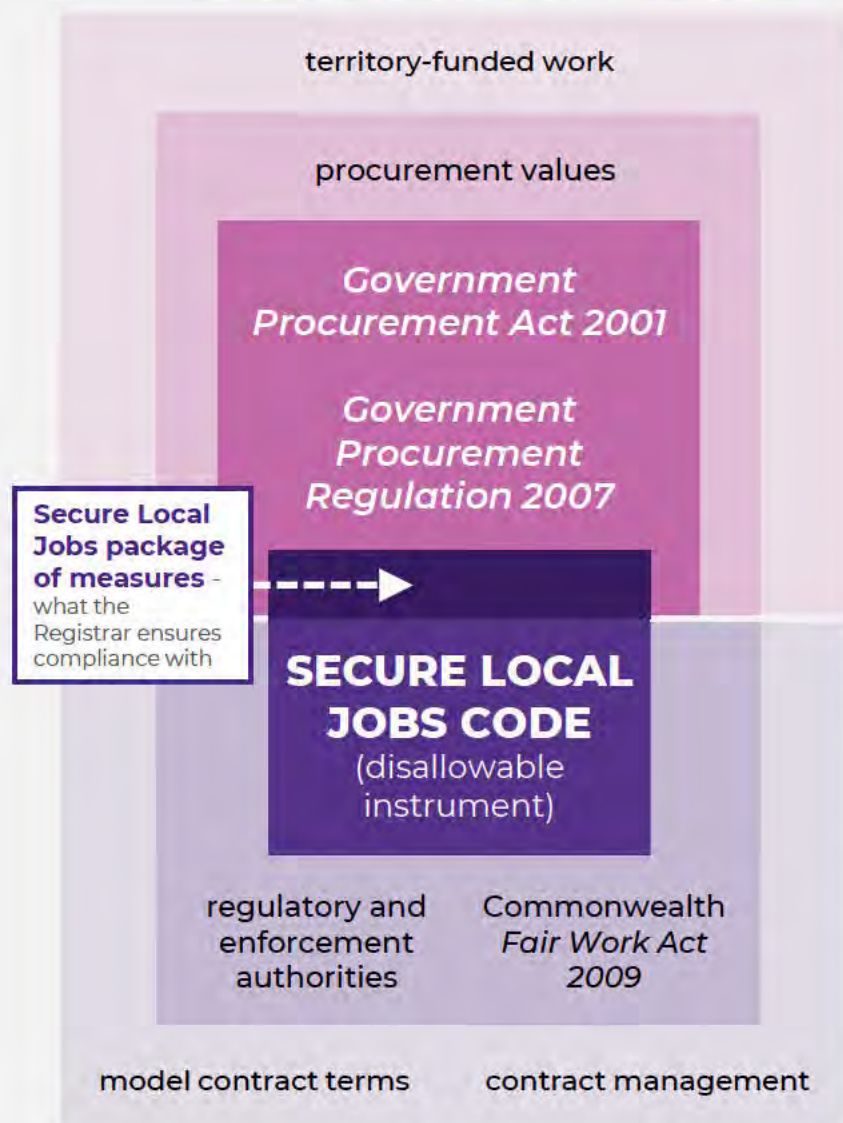 territory-funded work
procurement values
Government
Procurement Act 2001
Government
Procurement
Regulation 2007
Secure Local
Jobs package
of measures -
what the
Registrar ensures
compliance with
SECURE LOCAL
JOBS CODE
(disallowable
instrument)
regulatory and
enforcement
authorities
Commonwealth
Fair Work Act
2009
model contract terms
contract management